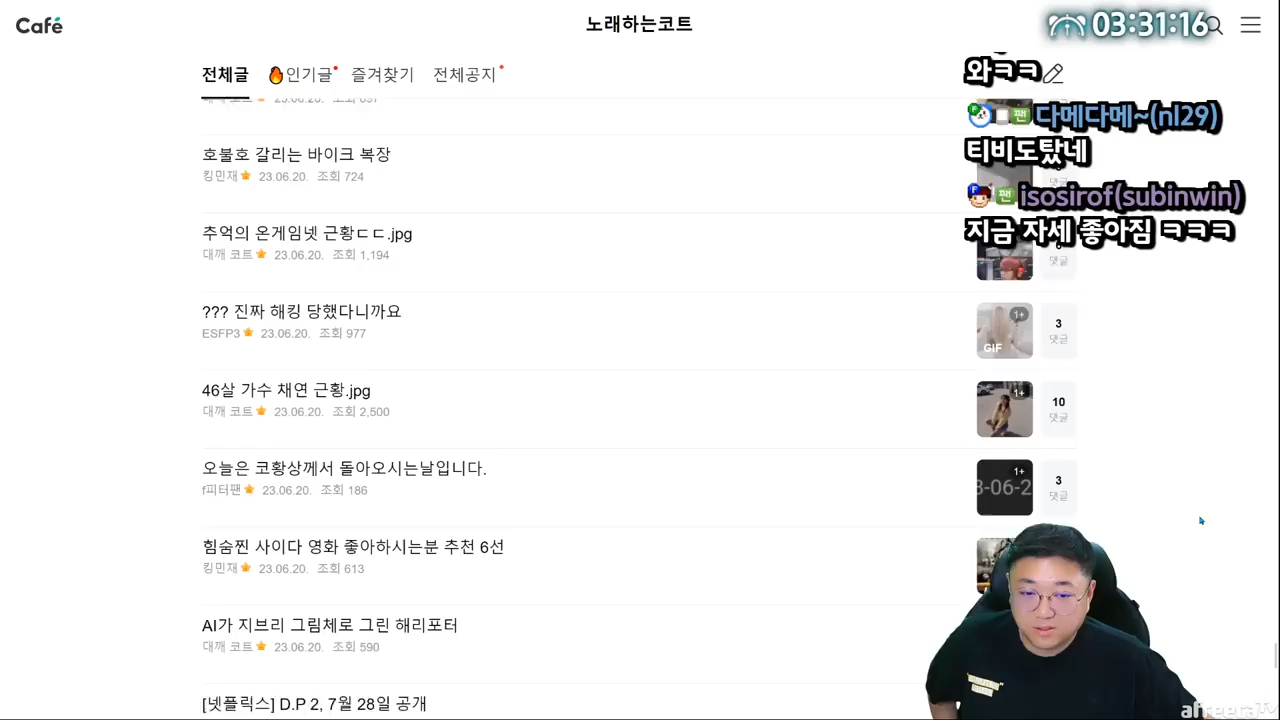 Café
노래하는코트
03:31:16
전체글 인기글 즐겨찾기 전체공지
와ㅋㅋ
다메다메~(nl29)
티비도탔네
isosirof(subinwin)
지금 자세 좋아짐 ㅋㅋㅋ
호불호 갈리는 바이크 복장
킹민재 23.06.20. 조회 724
추억의 온게임넷 근황ㄷㄷ.jpg
대깨 코트 23.06.20. 조회 1,194
댓글
??? 진짜 해킹 당했다니까요
ESFP3 23.06.20. 조회 977
1+
GIF
3
댓글
46살 가수 채연 근황.jpg
대깨 코트 23.06.20. 조회 2,500
1+
10
댓글
오늘은 코황상께서 돌아오시는날입니다.
f피터팬 23.06.20. 조회 186
1+
3-06-2
3
댓글
힘숨찐 사이다 영화 좋아하시는분 추천 6선
킹민재 23.06.20. 조회 613
AI가 지브리 그림체로 그린 해리포터
대깨 코트 23.06.20. 조회 590
[넷플릭스] D.P 2, 7월 28일 공개
afreecaTV